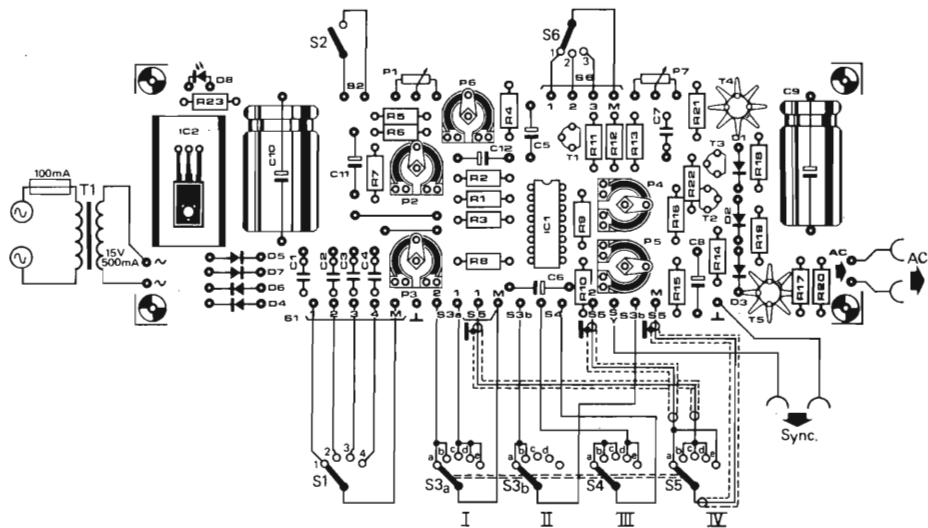 S2
S6
1
2
3
D8
S2
P1
P6
R4
S6
1 2 3 M
P7
C7
R21
T4
C9
R23
IC2
C10
R5
R6
C12
C5
R11
R12
R13
T1
D1
T3
R18
100mA
T1
C11
R7
P2
R2
R1
R3
IC1
R9
P4
R16
R22
T2
D2
15V
500mA
D5
D7
D6
D4
C1
C2
C3
C4
R8
P5
R14
R19
AC
AC
P3
C6
R10
R15
C8
D3
T5
R17
R20
S1
1 2 3 4 M
2 1 1 M
S3a
S5
S3b
S4
2
S5
S
Y
S3b
M
S5
Sync.
1
2
3
4
S1
a b c d e
S3a
a b c d
S3b
a b c d e
S4
a b c d e
S5
I
II
III
IV